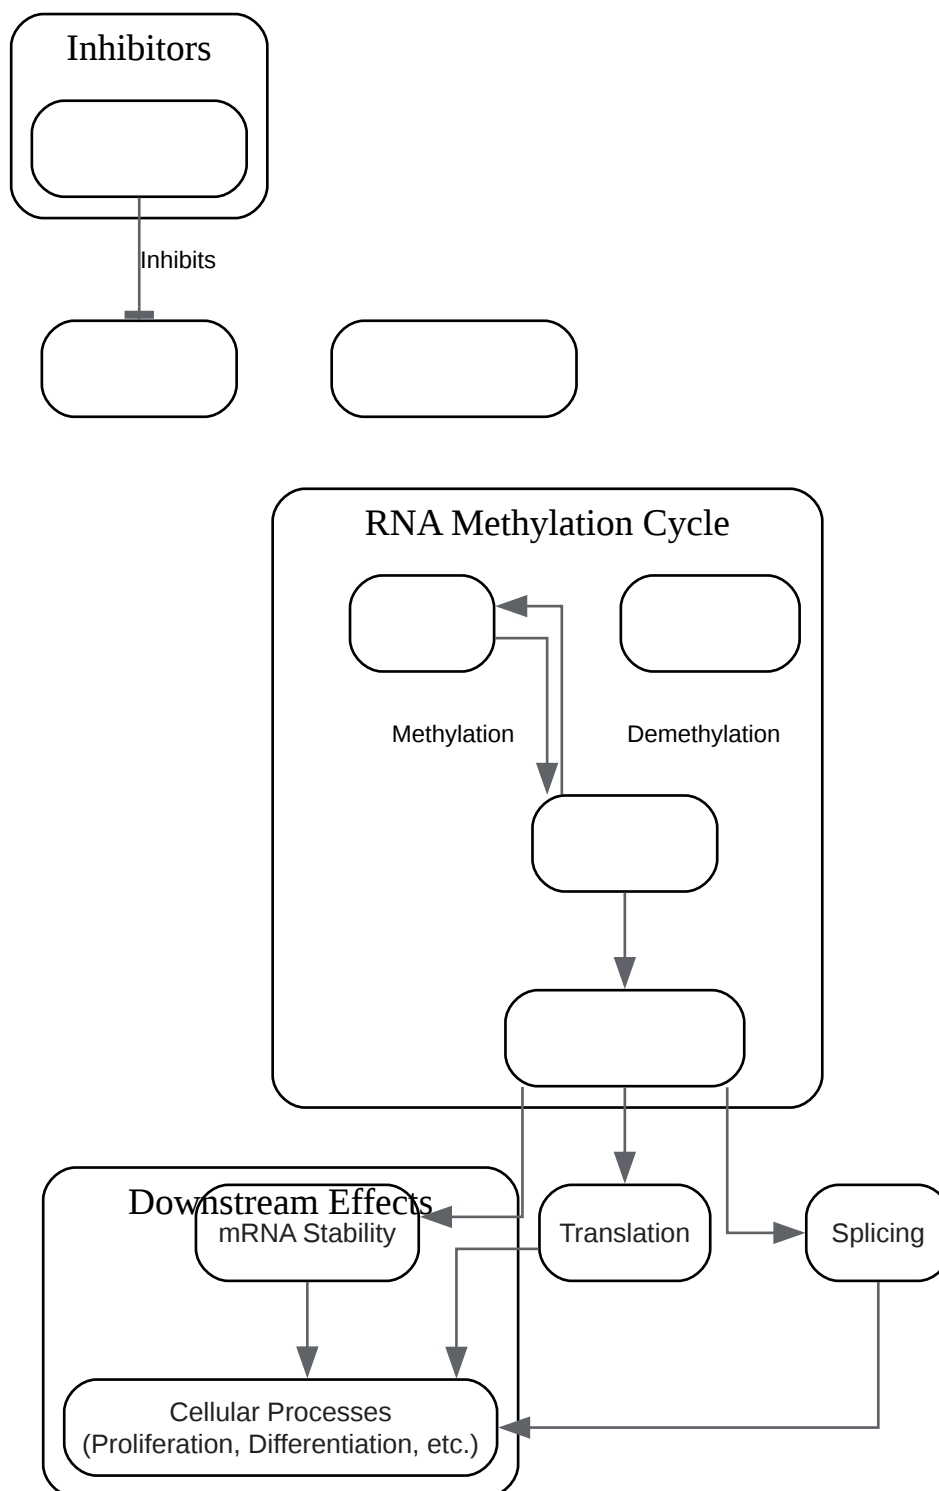 Inhibitors
Inhibits
RNA Methylation Cycle
Methylation
Demethylation
Downstream Effects
mRNA Stability
Translation
Splicing
Cellular Processes
(Proliferation, Differentiation, etc.)